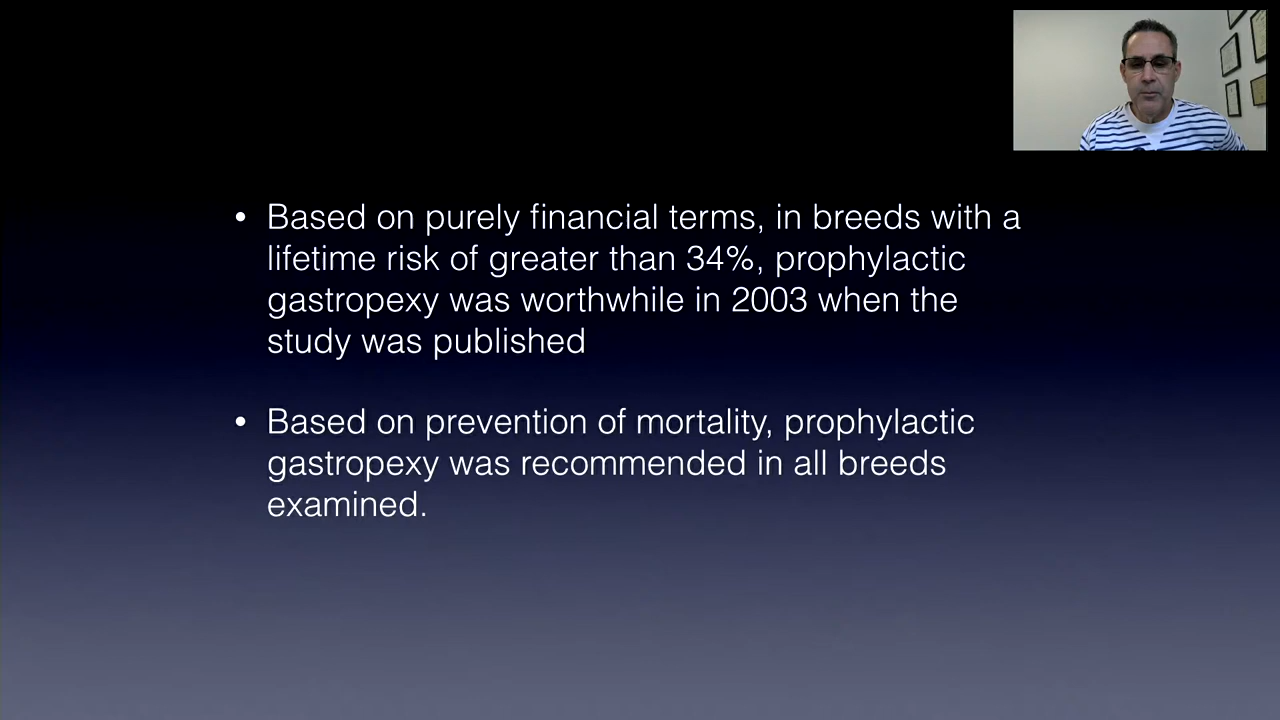 • Based on purely financial terms, in breeds with a
lifetime risk of greater than 34%, prophylactic
gastropexy was worthwhile in 2003 when the
study was published
• Based on prevention of mortality, prophylactic
gastropexy was recommended in all breeds
examined.